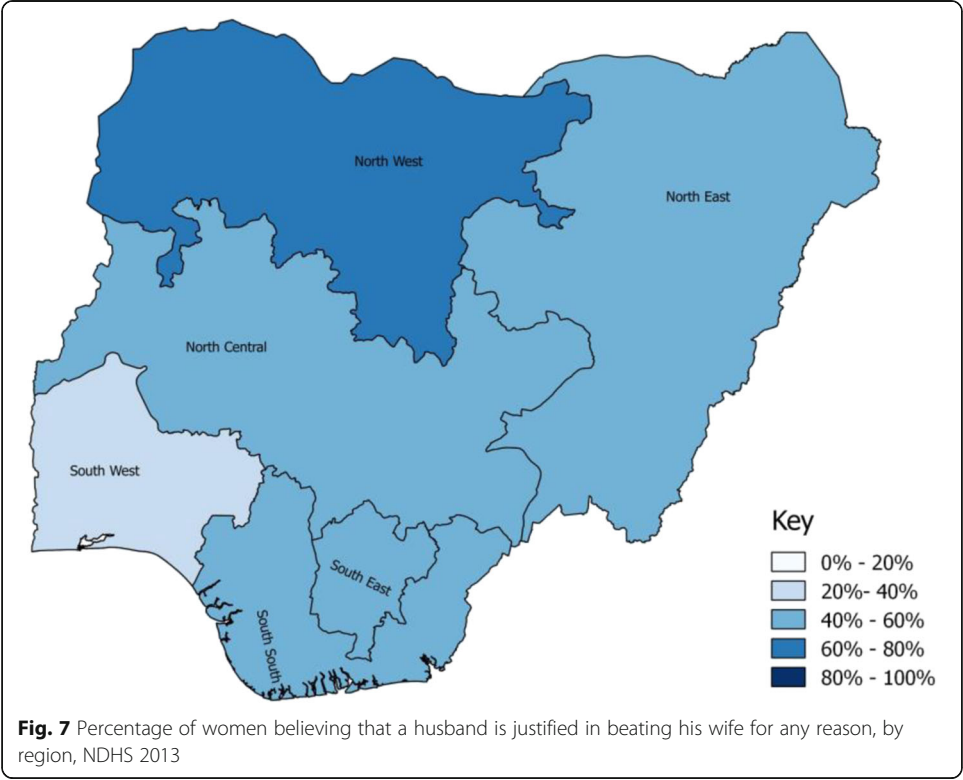 North West
North East
North Central
South West
South East
South South
Key
0% - 20%
20%- 40%
40% - 60%
60% - 80%
80% - 100%
Fig. 7 Percentage of women believing that a husband is justified in beating his wife for any reason, by
region, NDHS 2013